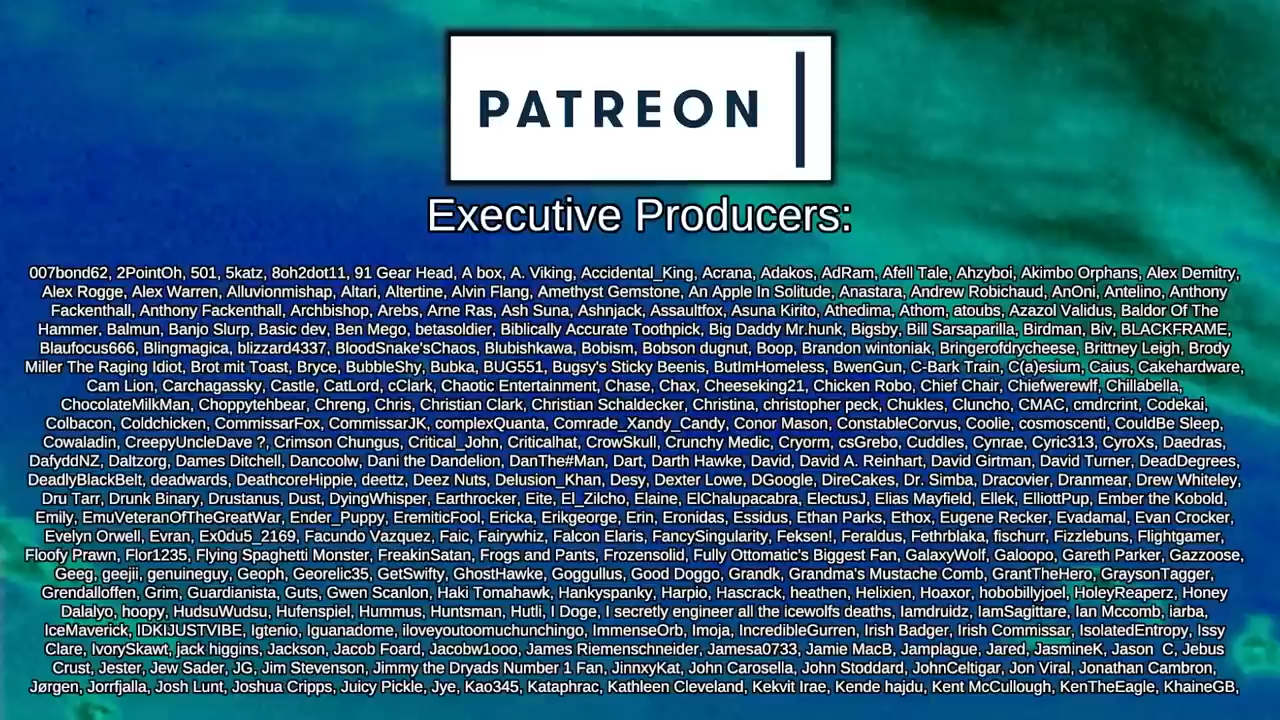 PATREON
Executive Producers:
007bond62, 2PointOh, 501, 5katz, 8oh2dot11, 91 Gear Head, A box, A. Viking, Accidental_King, Acrana, Adakos, AdRam, Afell Tale, Ahzyboi, Akimbo Orphans, Alex Demitry,
Alex Rogge, Alex Warren, Alluvionmishap, Altari, Altertine, Alvin Flang, Amethyst Gemstone, An Apple In Solitude, Anastara, Andrew Robichaud, AnOni, Antelino, Anthony
Fackenthall, Anthony Fackenthall, Archbishop, Arebs, Arne Ras, Ash Suna, Ashnjack, Assaultfox, Asuna Kirito, Athedima, Athom, atoubs, Azazol Validus, Baldor Of The
Hammer, Balmun, Banjo Slurp, Basic dev, Ben Mego, betasoldier, Biblically Accurate Toothpick, Big Daddy Mr.hunk, Bigsby, Bill Sarsaparilla, Birdman, Biv, BLACKFRAME,
Blaufocus666, Blingmagica, blizzard4337, BloodSnake'sChaos, Blubishkawa, Bobism, Bobson dugnut, Boop, Brandon wintoniak, Bringerofdrycheese, Brittney Leigh, Brody
Miller The Raging Idiot, Brot mit Toast, Bryce, BubbleShy, Bubka, BUG551, Bugsy's Sticky Beenis, ButImHomeless, BwenGun, C-Bark Train, C(a)esium, Caius, Cakehardware,
Cam Lion, Carchagassky, Castle, CatLord, cClark, Chaotic Entertainment, Chase, Chax, Cheeseking21, Chicken Robo, Chief Chair, Chiefwerewlf, Chillabella,
ChocolateMilkMan, Choppytehbear, Chreng, Chris, Christian Clark, Christian Schaldecker, Christina, christopher peck, Chukles, Cluncho, CMAC, cmdrcrint, Codekai,
Colbacon, Coldchicken, CommissarFox, CommissarJK, complexQuanta, Comrade_Xandy_Candy, Conor Mason, ConstableCorvus, Coolie, cosmoscenti, CouldBe Sleep,
Cowaladin, CreepyUncleDave ?, Crimson Chungus, Critical_John, Criticalhat, CrowSkull, Crunchy Medic, Cryorm, csGrebo, Cuddles, Cynrae, Cyric313, CyroXs, Daedras,
DafyddNZ, Daltzorg, Dames Ditchell, Dancoolw, Dani the Dandelion, DanThe#Man, Dart, Darth Hawke, David, David A. Reinhart, David Girtman, David Turner, DeadDegrees,
DeadlyBlackBelt, deadwards, DeathcoreHippie, deettz, Deez Nuts, Delusion_Khan, Desy, Dexter Lowe, DGoogle, DireCakes, Dr. Simba, Dracovier, Dranmear, Drew Whiteley,
Dru Tarr, Drunk Binary, Drustanus, Dust, DyingWhisper, Earthrocker, Eite, El_Zilcho, Elaine, ElChalupacabra, ElectusJ, Elias Mayfield, Ellek, ElliottPup, Ember the Kobold,
Emily, EmuVeteranOfTheGreatWar, Ender_Puppy, EremiticFool, Ericka, Erikgeorge, Erin, Eronidas, Essidus, Ethan Parks, Ethox, Eugene Recker, Evadamal, Evan Crocker,
Evelyn Orwell, Evran, Ex0du5_2169, Facundo Vazquez, Faic, Fairywhiz, Falcon Elaris, FancySingularity, Feksen!, Feraldus, Fethrblaka, fischurr, Fizzlebuns, Flightgamer,
Floofy Prawn, Flor1235, Flying Spaghetti Monster, FreakinSatan, Frogs and Pants, Frozensolid, Fully Ottomatic's Biggest Fan, GalaxyWolf, Galoopo, Gareth Parker, Gazzoose,
Geeg, geejii, genuineguy, Geoph, Georelic35, GetSwifty, GhostHawke, Goggullus, Good Doggo, Grandk, Grandma's Mustache Comb, GrantTheHero, GraysonTagger,
Grendalloffen, Grim, Guardianista, Guts, Gwen Scanlon, Haki Tomahawk, Hankyspanky, Harpio, Hascrack, heathen, Helixien, Hoaxor, hobobillyjoel, HoleyReaperz, Honey
Dalalyo, hoopy, HudsuWudsu, Hufenspiel, Hummus, Huntsman, Hutli, I Doge, I secretly engineer all the icewolfs deaths, Iamdruidz, IamSagittare, Ian Mccomb, iarba,
IceMaverick, IDKIJUSTVIBE, Igtenio, Iguanadome, iloveyoutoomuchunchingo, ImmenseOrb, Imoja, IncredibleGurren, Irish Badger, Irish Commissar, IsolatedEntropy, Issy
Clare, IvorySkawt, jack higgins, Jackson, Jacob Foard, Jacobw1ooo, James Riemenschneider, Jamesa0733, Jamie MacB, Jamplague, Jared, JasmineK, Jason  C, Jebus
Crust, Jester, Jew Sader, JG, Jim Stevenson, Jimmy the Dryads Number 1 Fan, JinnxyKat, John Carosella, John Stoddard, JohnCeltigar, Jon Viral, Jonathan Cambron,
Jørgen, Jorrfjalla, Josh Lunt, Joshua Cripps, Juicy Pickle, Jye, Kao345, Kataphrac, Kathleen Cleveland, Kekvit Irae, Kende hajdu, Kent McCullough, KenTheEagle, KhaineGB,